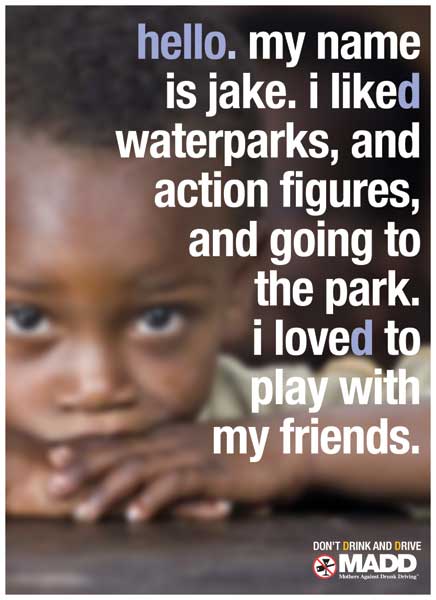 hello. my name
is jake. i liked
waterparks, and
action figures,
and going to
the park.
i loved to
play with
my friends.
DON'T DRINK AND DRIVE
MADD
Mothers Against Drunk Driving